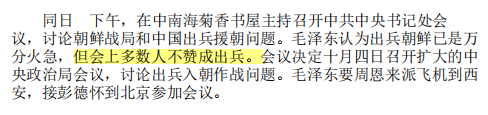 同日　下午，在中南海菊香书屋主持召开中共中央书记处会
议，讨论朝鲜战局和中国出兵援朝问题。毛泽东认为出兵朝鲜已是万
分火急，但会上多数人不赞成出兵。会议决定十月四日召开扩大的中
央政治局会议，讨论出兵入朝作战问题。毛泽东要周恩来派飞机到西
安，接彭德怀到北京参加会议。